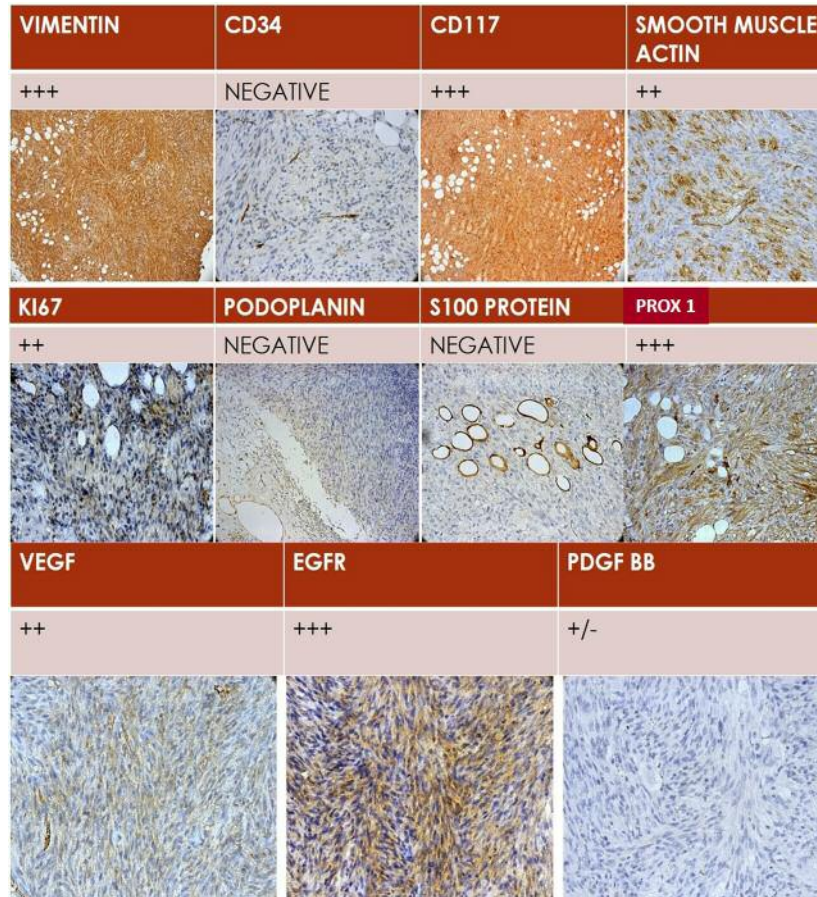 VIMENTIN CD34 CD117 SMOOTH MUSCLE
ACTIN
+++ NEGATIVE +++ ++
KI67 PODOPLANIN S100 PROTEIN PROX 1
++ NEGATIVE NEGATIVE +++
VEGF EGFR PDGF BB
++ +++ +/-